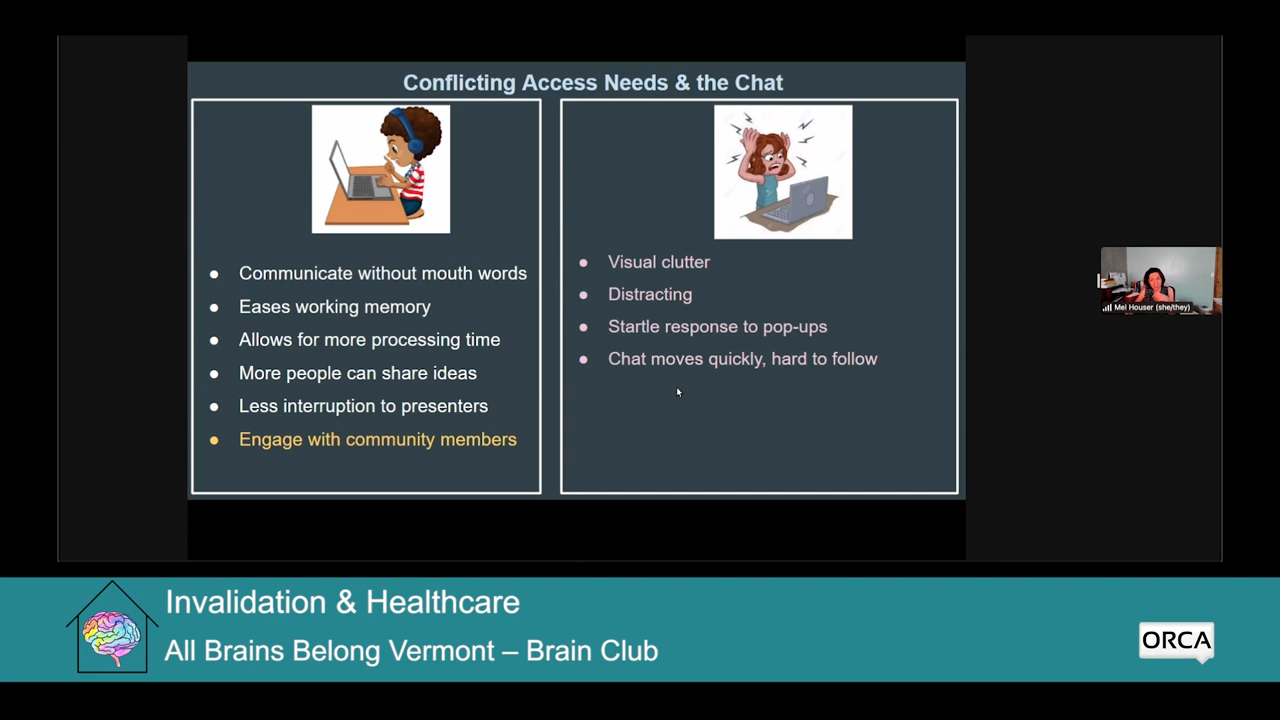 Conflicting Access Needs & the Chat
● Communicate without mouth words
● Eases working memory
● Allows for more processing time
● More people can share ideas
● Less interruption to presenters
● Engage with community members
● Visual clutter
● Distracting
● Startle response to pop-ups
● Chat moves quickly, hard to follow
Mel Houser (she/they)
Invalidation & Healthcare
All Brains Belong Vermont – Brain Club
ORCA